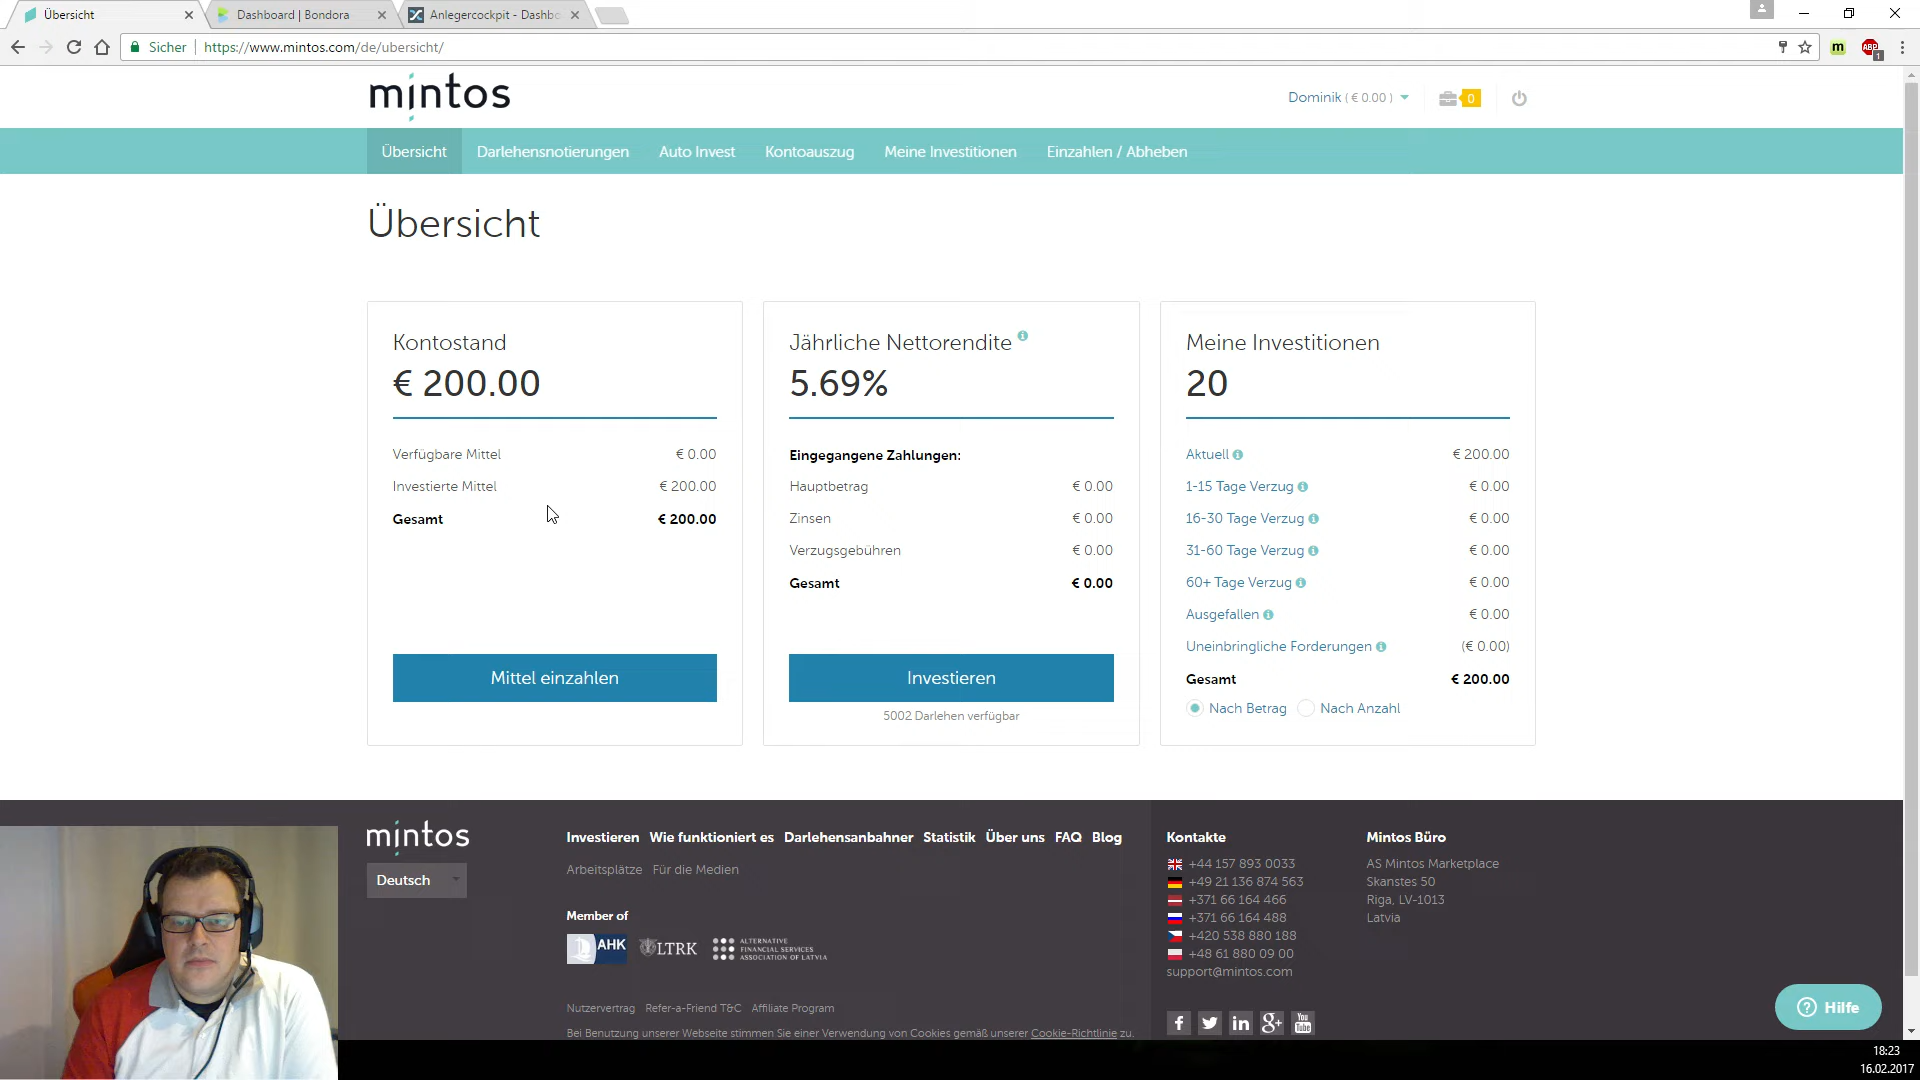 Übersicht
Dashboard | Bondora
Anlegercockpit - Dashbo
Sicher
https://www.mintos.com/de/ubersicht/
m
ABP
1
mintos
Dominik ( € 0.00 )
0
Übersicht
Darlehensnotierungen
Auto Invest
Kontoauszug
Meine Investitionen
Einzahlen / Abheben
Übersicht
Kontostand
€ 200.00
Verfügbare Mittel € 0.00
Investierte Mittel € 200.00
Gesamt € 200.00
Mittel einzahlen
Jährliche Nettorendite
5.69%
Eingegangene Zahlungen:
Hauptbetrag € 0.00
Zinsen € 0.00
Verzugsgebühren € 0.00
Gesamt € 0.00
Investieren
5002 Darlehen verfügbar
Meine Investitionen
20
Aktuell € 200.00
1-15 Tage Verzug € 0.00
16-30 Tage Verzug € 0.00
31-60 Tage Verzug € 0.00
60+ Tage Verzug € 0.00
Ausgefallen € 0.00
Uneinbringliche Forderungen (€ 0.00)
Gesamt € 200.00
Nach Betrag Nach Anzahl
mintos
Deutsch
Investieren Wie funktioniert es Darlehensanbahner Statistik Über uns FAQ Blog
Arbeitsplätze Für die Medien
Member of
AHK
LTRK
ALTERNATIVE
FINANCIAL SERVICES
ASSOCIATION OF LATVIA
Nutzervertrag Refer-a-Friend T&C Affiliate Program
Bei Benutzung unserer Webseite stimmen Sie einer Verwendung von Cookies gemäß unserer Cookie-Richtlinie zu.
Kontakte
+44 157 893 0033
+49 21 136 874 563
+371 66 164 466
+371 66 164 488
+420 538 880 188
+48 61 880 09 00
support@mintos.com
Mintos Büro
AS Mintos Marketplace
Skanstes 50
Riga, LV-1013
Latvia
f
in
g+
You
Tube
Hilfe
18:23
16.02.2017